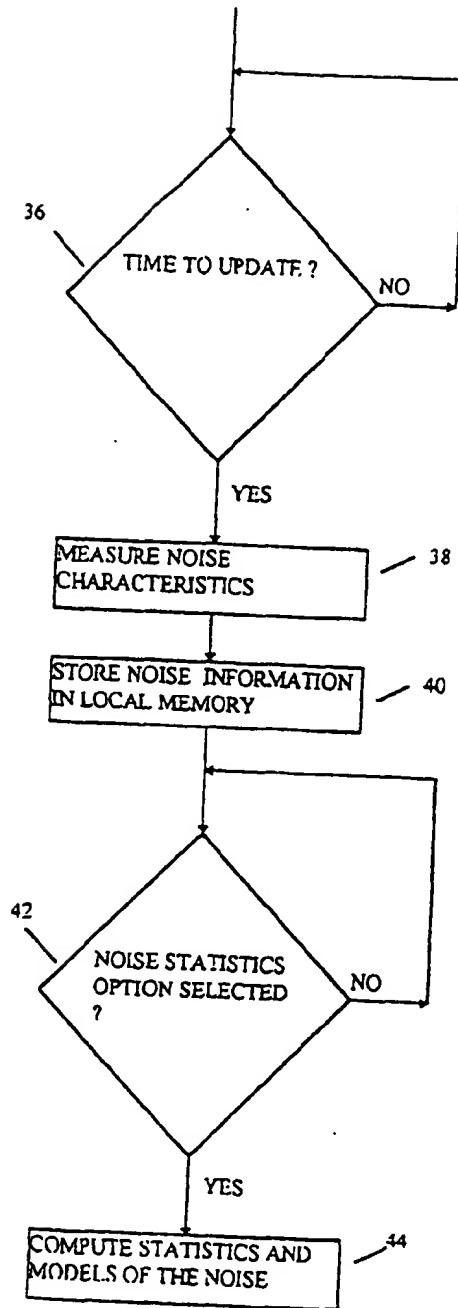 36
TIME TO UPDATE ?
NO
YES
MEASURE NOISE
CHARACTERISTICS
38
STORE NOISE INFORMATION
IN LOCAL MEMORY
40
42
NOISE STATISTICS
OPTION SELECTED
?
NO
YES
COMPUTE STATISTICS AND
MODELS OF THE NOISE
44